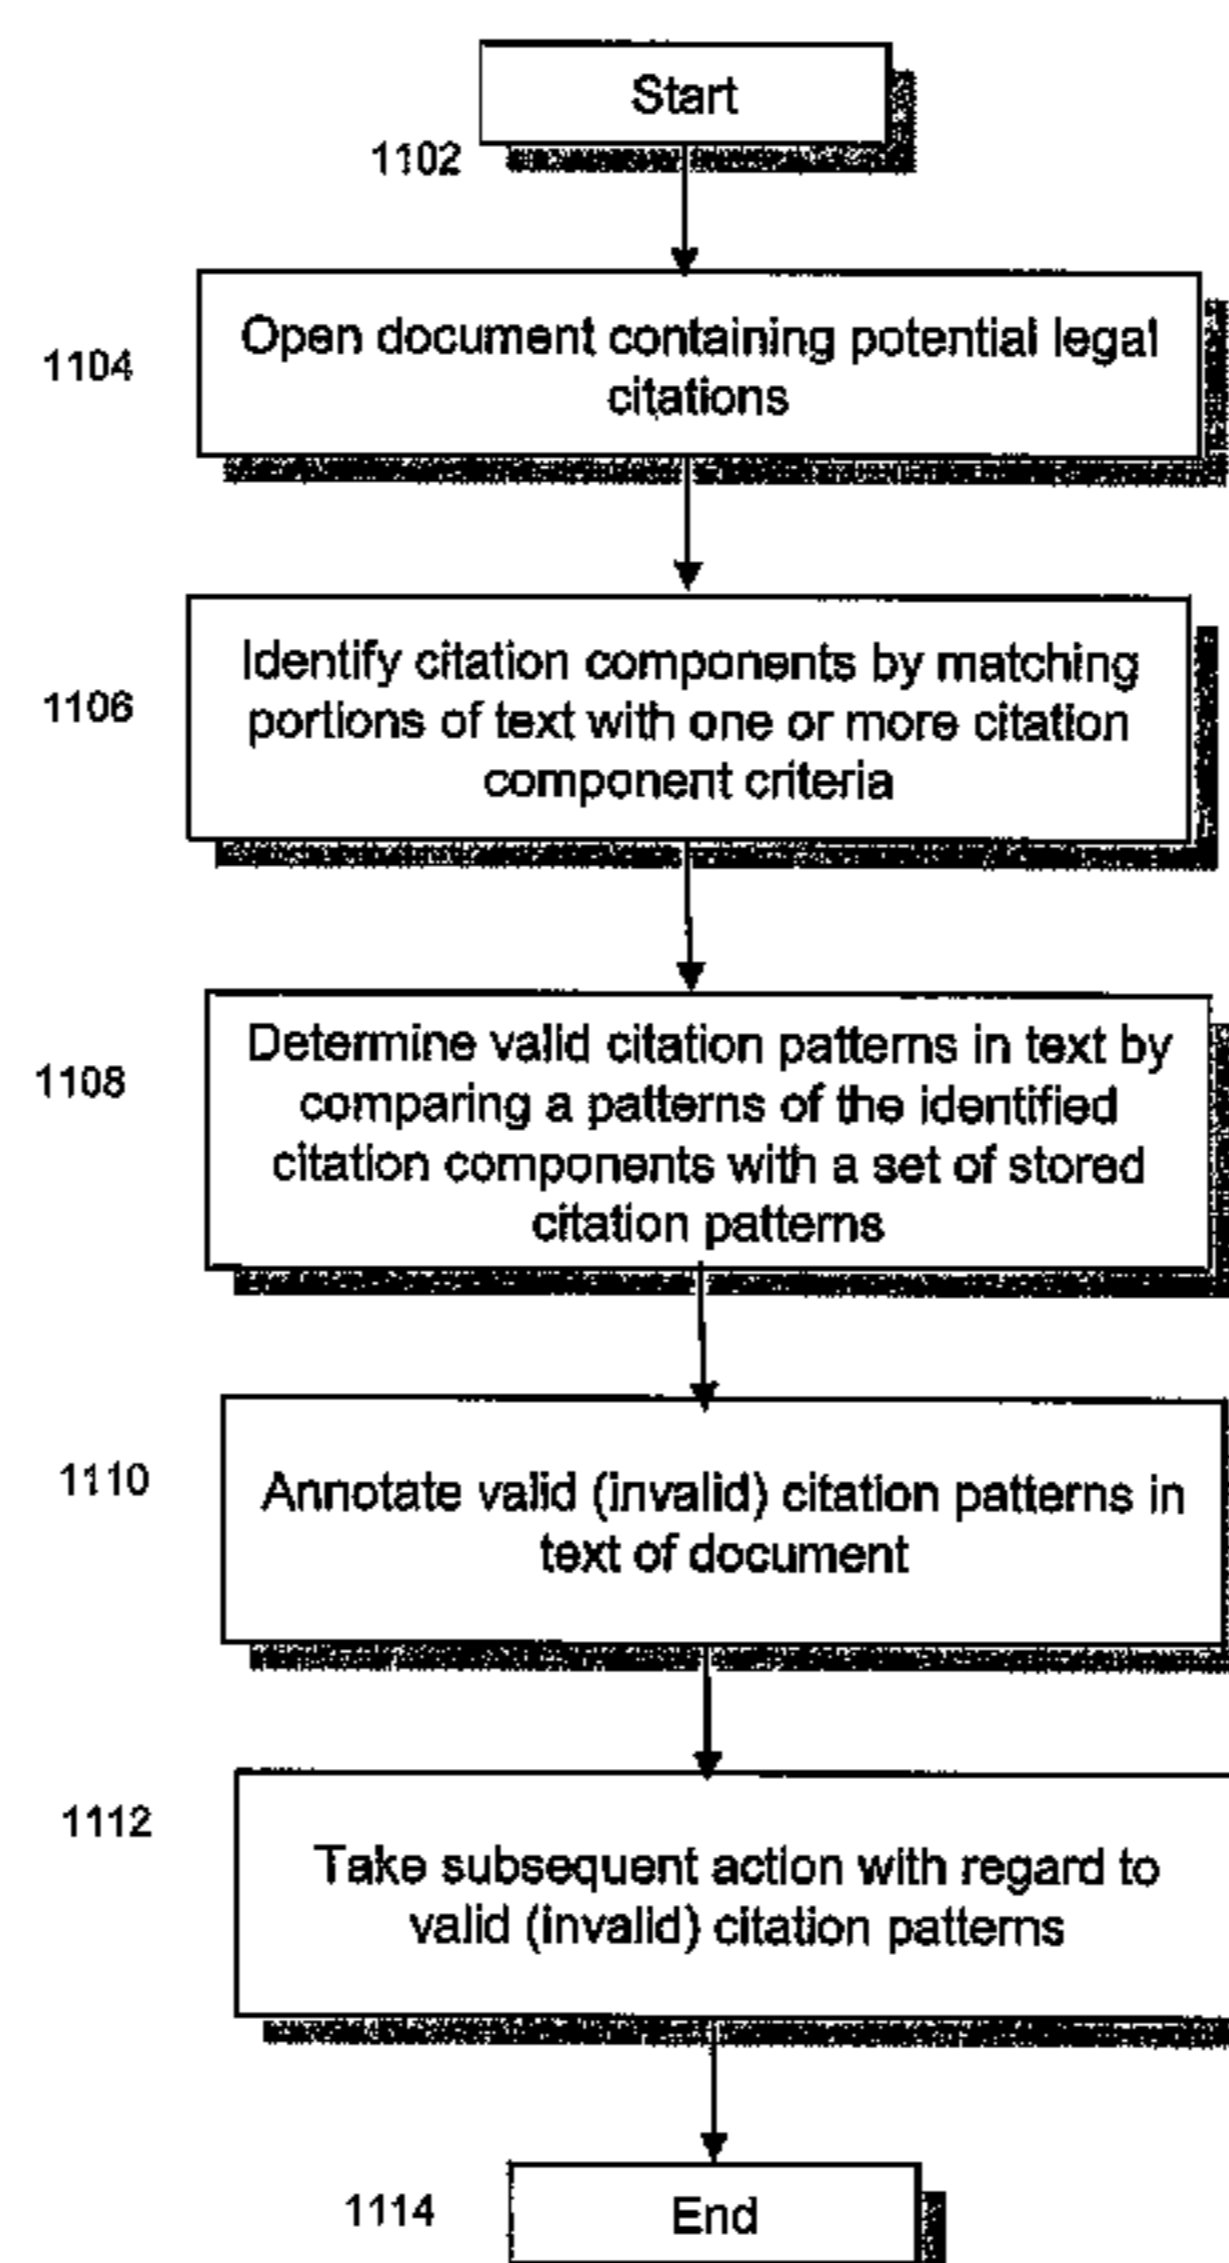 Start
1102
1104
Open document containing potential legal
citations
1106
Identify citation components by matching
portions of text with one or more citation
component criteria
1108
Determine valid citation patterns in text by
comparing a patterns of the identified
citation components with a set of stored
citation patterns
1110
Annotate valid (invalid) citation patterns in
text of document
1112
Take subsequent action with regard to
valid (invalid) citation patterns
1114
End